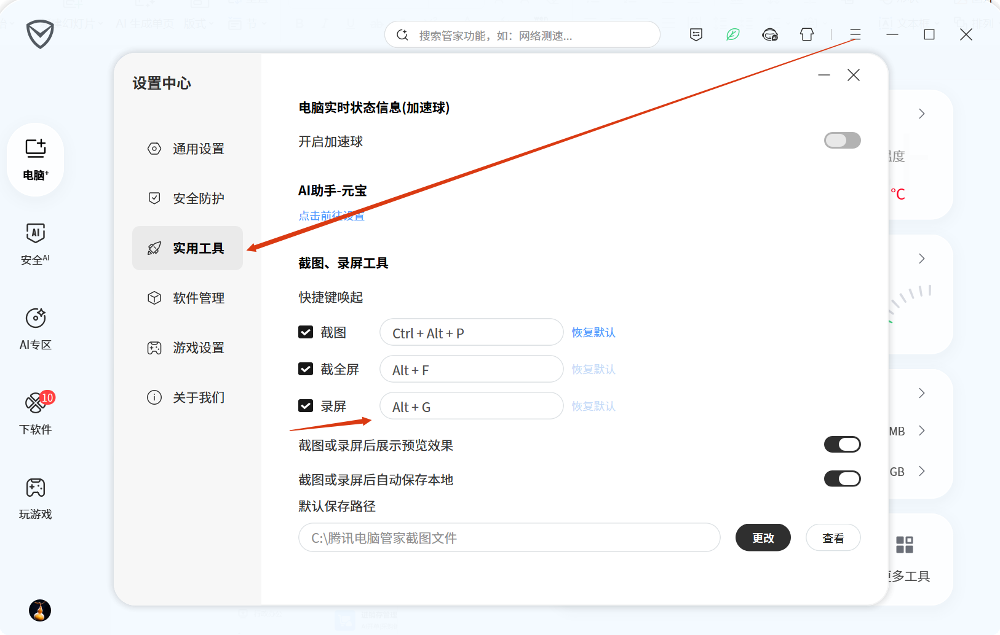 搜索管家功能，如：网络测速...
设置中心
通用设置
安全防护
实用工具
软件管理
游戏设置
关于我们
电脑⁺
安全AI
AI专区
10
下软件
玩游戏
电脑实时状态信息(加速球)
开启加速球
AI助手-元宝
点击前往设置
截图、录屏工具
快捷键唤起
截图 Ctrl + Alt + P 恢复默认
截全屏 Alt + F 恢复默认
录屏 Alt + G 恢复默认
截图或录屏后展示预览效果
截图或录屏后自动保存本地
默认保存路径
C:\腾讯电脑管家截图文件 更改 查看
温度
°C
MB
GB
更多工具